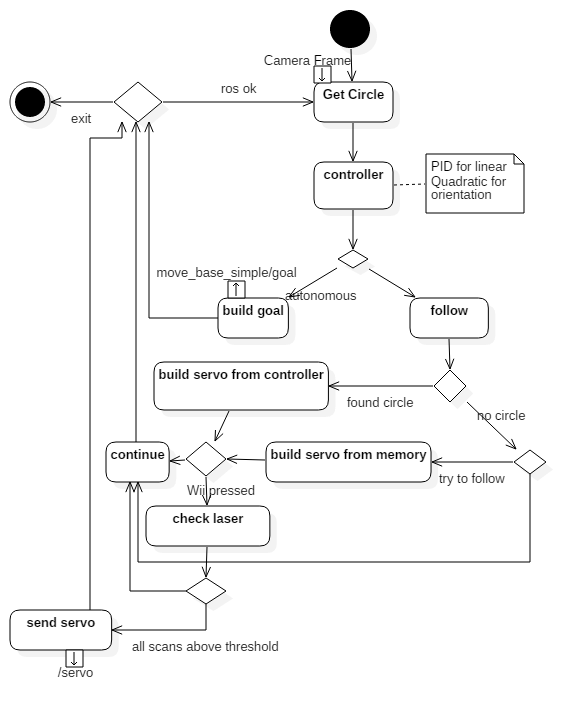 Camera Frame
ros ok
Get Circle
exit
controller
PID for linear
Quadratic for
orientation
move_base_simple/goal
autonomous
build goal
follow
build servo from controller
found circle
no circle
continue
build servo from memory
try to follow
Wii pressed
check laser
send servo
all scans above threshold
/servo